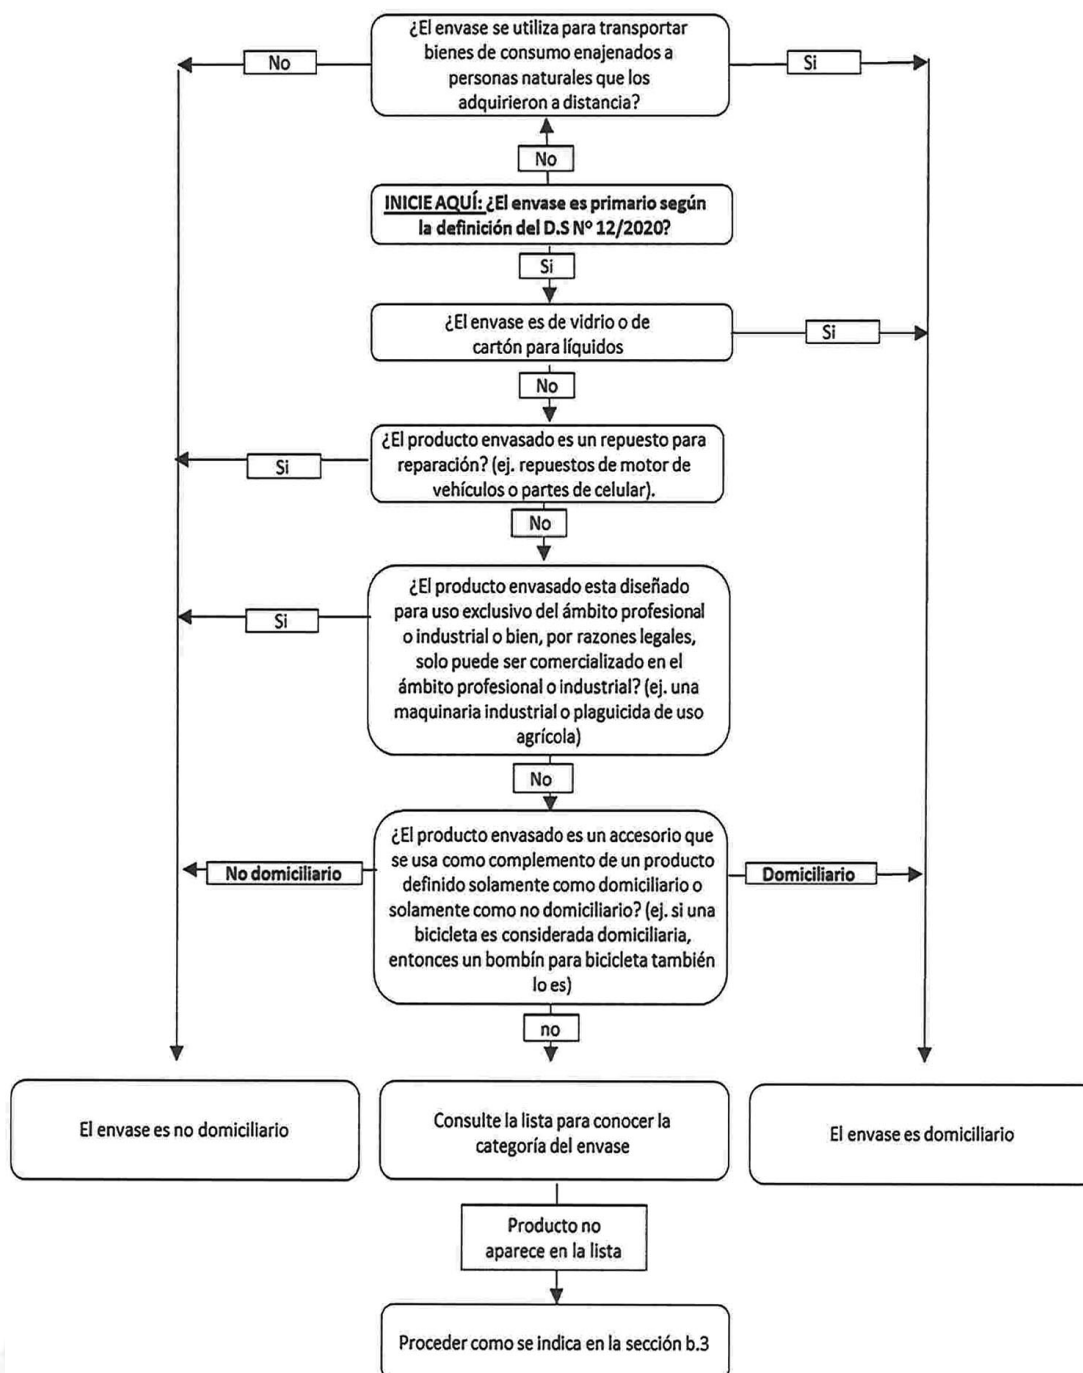 ¿El envase se utiliza para transportar
bienes de consumo enajenados a
personas naturales que los
adquirieron a distancia?
No
Si
No
INICIE AQUÍ: ¿El envase es primario según
la definición del D.S Nº 12/2020?
Si
¿El envase es de vidrio o de
cartón para líquidos
Si
No
¿El producto envasado es un repuesto para
reparación? (ej. repuestos de motor de
vehículos o partes de celular).
Si
No
¿El producto envasado esta diseñado
para uso exclusivo del ámbito profesional
o industrial o bien, por razones legales,
solo puede ser comercializado en el
ámbito profesional o industrial? (ej. una
maquinaria industrial o plaguicida de uso
agrícola)
Si
No
¿El producto envasado es un accesorio que
se usa como complemento de un producto
definido solamente como domiciliario o
solamente como no domiciliario? (ej. si una
bicicleta es considerada domiciliaria,
entonces un bombín para bicicleta también
lo es)
No domiciliario
Domiciliario
no
El envase es no domiciliario
Consulte la lista para conocer la
categoría del envase
El envase es domiciliario
Producto no
aparece en la lista
Proceder como se indica en la sección b.3